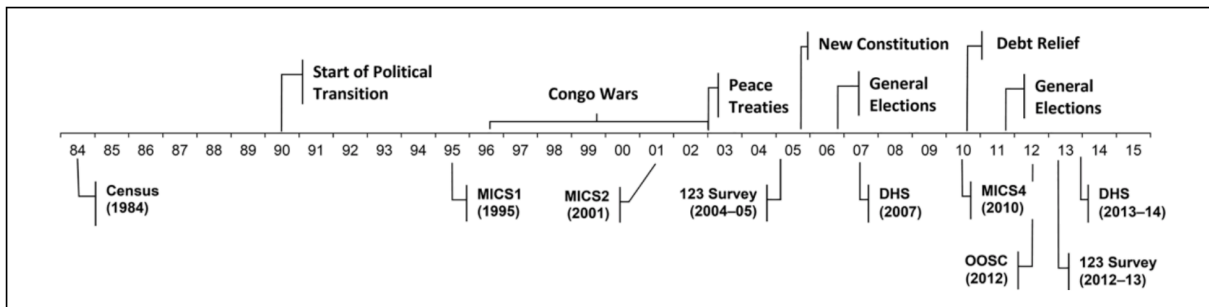 New Constitution
Debt Relief
Start of Political
Transition
Congo Wars
Peace
Treaties
General
Elections
General
Elections
84 85 86 87 88 89 90 91 92 93 94 95 96 97 98 99 00 01 02 03 04 05 06 07 08 09 10 11 12 13 14 15
Census
(1984)
MICS1
(1995)
MICS2
(2001)
123 Survey
(2004–05)
DHS
(2007)
MICS4
(2010)
DHS
(2013–14)
OOSC
(2012)
123 Survey
(2012–13)